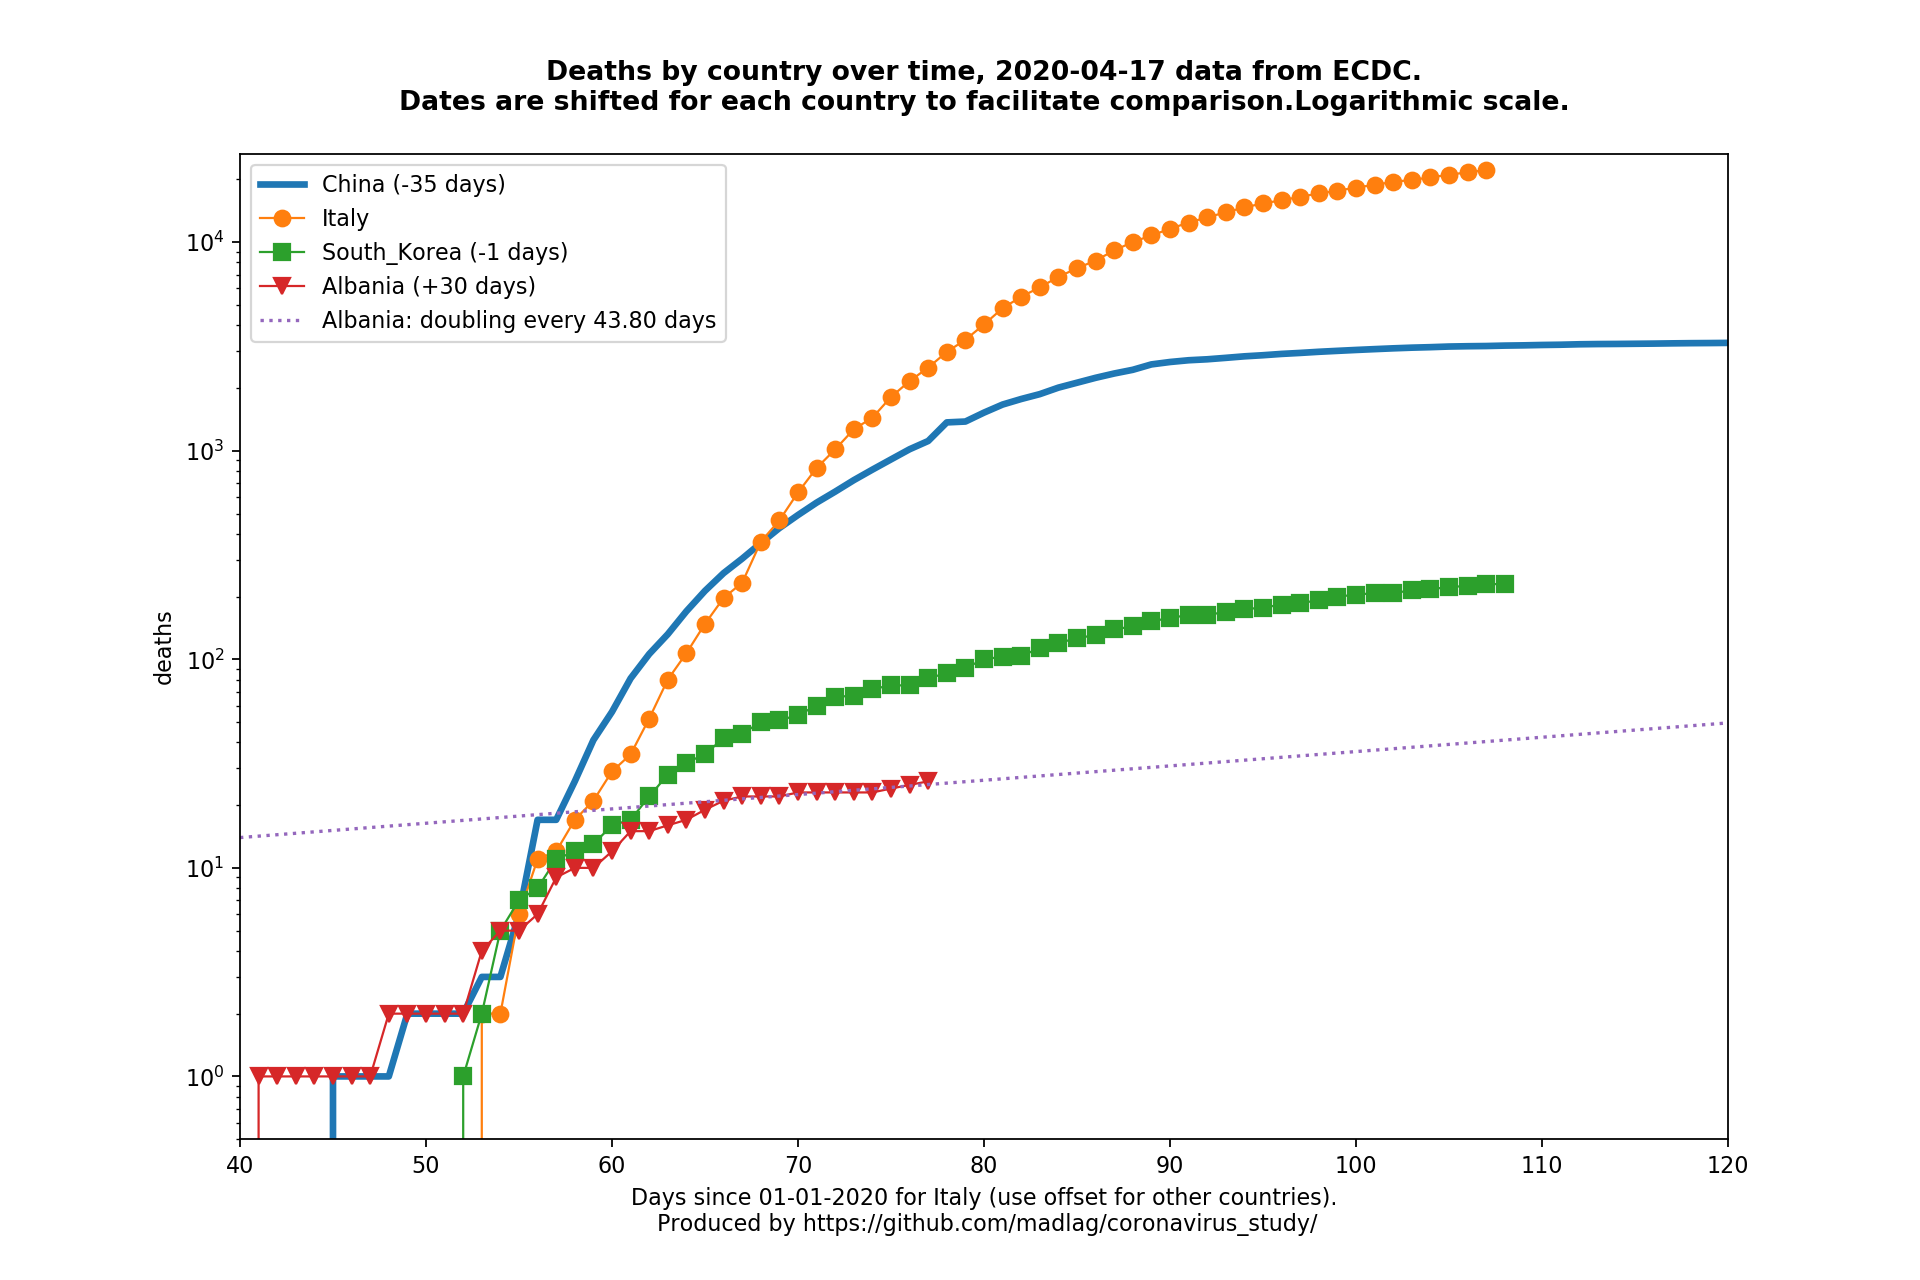 Deaths by country over time, 2020-04-17 data from ECDC.
Dates are shifted for each country to facilitate comparison.Logarithmic scale.
China (-35 days)
Italy
South_Korea (-1 days)
Albania (+30 days)
Albania: doubling every 43.80 days
deaths
10⁴
10³
10²
10¹
10⁰
40 50 60 70 80 90 100 110 120
Days since 01-01-2020 for Italy (use offset for other countries).
Produced by https://github.com/madlag/coronavirus_study/